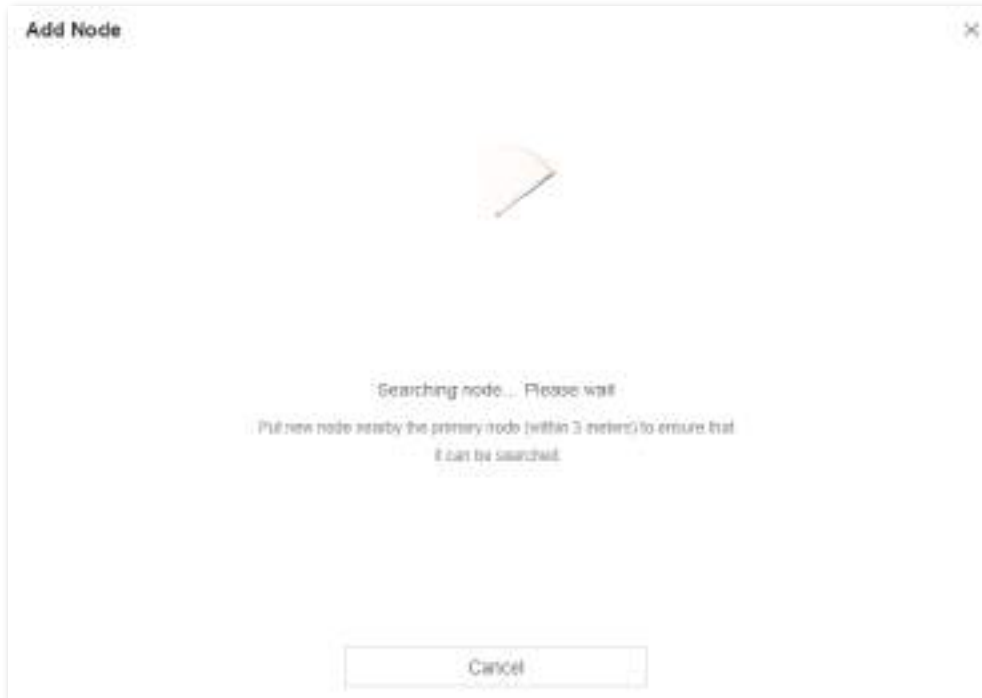 Add Node
Searching node... Please wait
Put new node nearby the primary node (within 3 meters) to ensure that
it can be searched.
Cancel